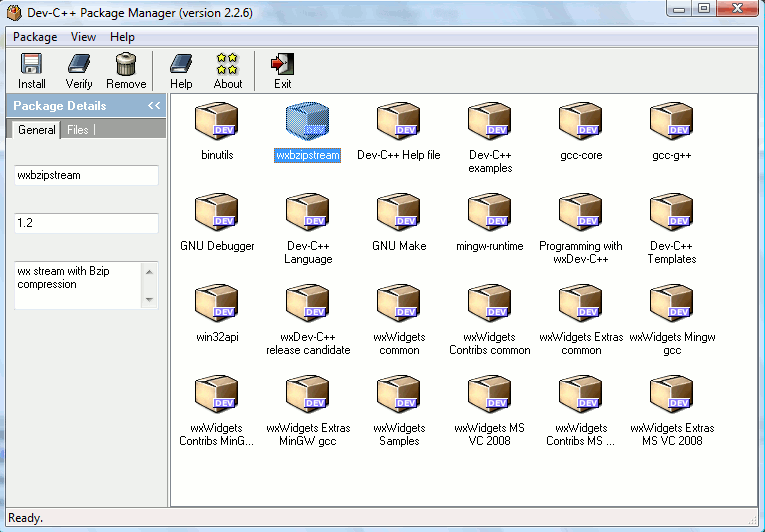 Dev-C++ Package Manager (version 2.2.6)
Package View Help
Install Verify Remove Help About Exit
Package Details <<
General Files
wxbzipstream
1.2
wx stream with Bzip
compression
DEV DEV DEV DEV DEV DEV
binutils wxbzipstream Dev-C++ Help file Dev-C++ gcc-core gcc-g++
examples
DEV DEV DEV DEV DEV DEV
GNU Debugger Dev-C++ GNU Make mingw-runtime Programming with Dev-C++
Language wxDev-C++ Templates
DEV DEV DEV DEV DEV DEV
win32api wxDev-C++ wxWidgets wxWidgets wxWidgets Extras wxWidgets Mingw
release candidate common Contribs common common gcc
DEV DEV DEV DEV DEV DEV
wxWidgets wxWidgets Extras wxWidgets wxWidgets MS wxWidgets wxWidgets Extras
Contribs MinG... MinGW gcc Samples VC 2008 Contribs MS ... MS VC 2008
Ready.